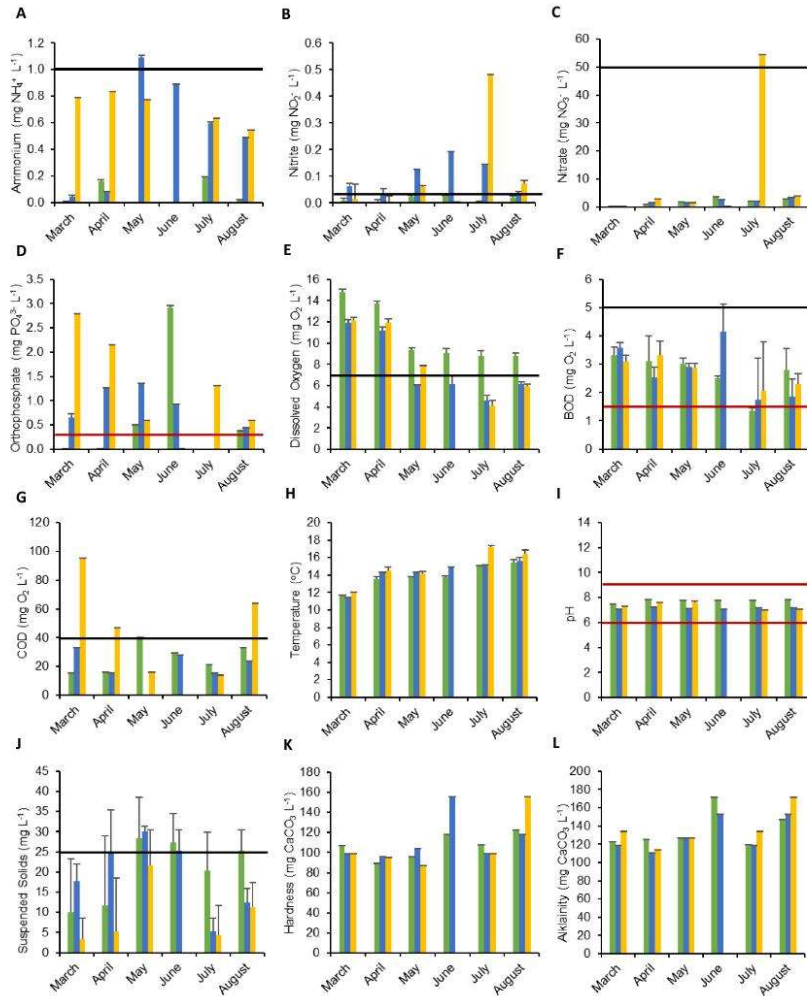 A
Ammonium (mg NH₄⁺ L⁻¹)
1.2
1.0
0.8
0.6
0.4
0.2
0.0
March
April
May
June
July
August
B
Nitrite (mg NO₂⁻ L⁻¹)
0.6
0.5
0.4
0.3
0.2
0.1
0.0
March
April
May
June
July
August
C
Nitrate (mg NO₃⁻ L⁻¹)
60
50
40
30
20
10
0
March
April
May
June
July
August
D
Orthophosphate (mg PO₄³⁻ L⁻¹)
3.5
3.0
2.5
2.0
1.5
1.0
0.5
0.0
March
April
May
June
July
August
E
Dissolved Oxygen (mg O₂ L⁻¹)
16
14
12
10
8
6
4
2
0
March
April
May
June
July
August
F
BOD (mg O₂ L⁻¹)
6
5
4
3
2
1
0
March
April
May
June
July
August
G
COD (mg O₂ L⁻¹)
120
100
80
60
40
20
0
March
April
May
June
July
August
H
Temperature (°C)
20
18
16
14
12
10
8
6
4
2
0
March
April
May
June
July
August
I
pH
14
12
10
8
6
4
2
0
March
April
May
June
July
August
J
Suspended Solids (mg L⁻¹)
45
40
35
30
25
20
15
10
5
0
March
April
May
June
July
August
K
Hardness (mg CaCO₃ L⁻¹)
180
160
140
120
100
80
60
40
20
0
March
April
May
June
July
August
L
Alklainity (mg CaCO₃ L⁻¹)
200
180
160
140
120
100
80
60
40
20
0
March
April
May
June
July
August